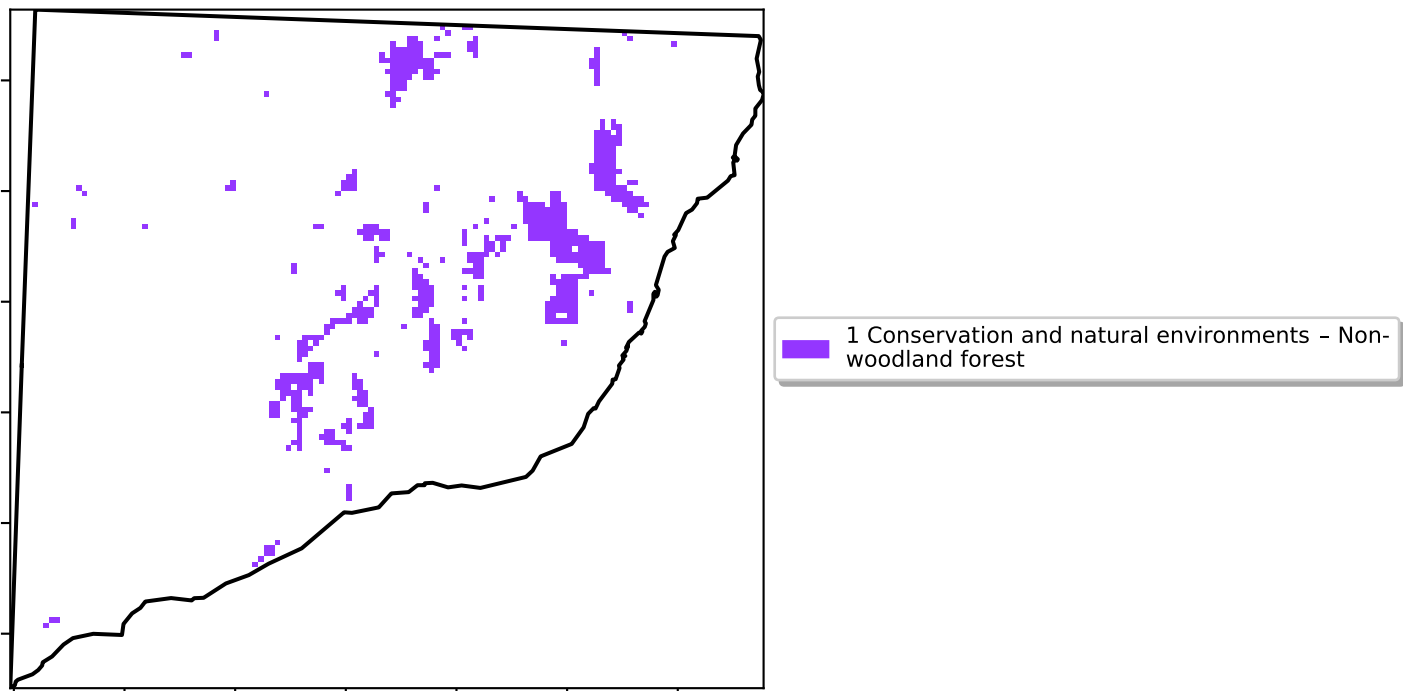 1 Conservation and natural environments – Non-
woodland forest